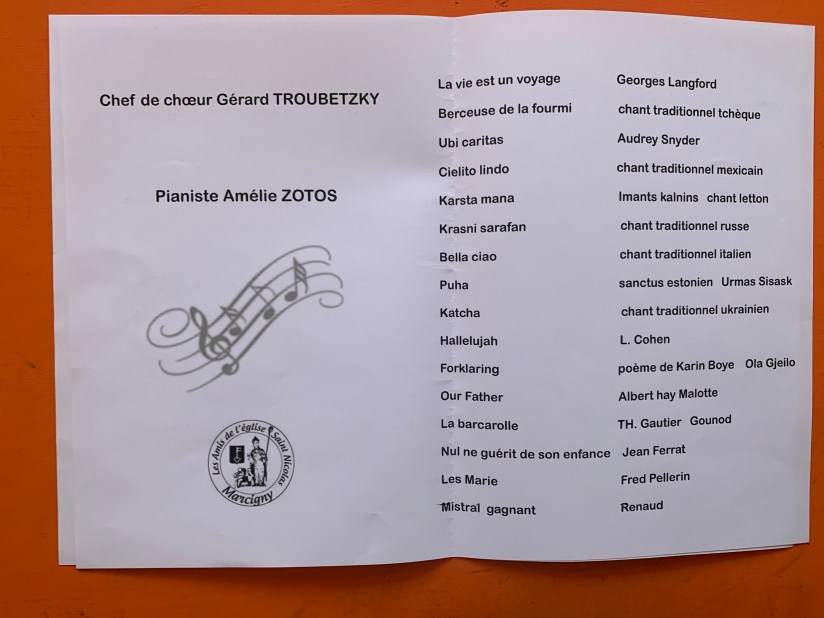 Chef de chœur Gérard TROUBETZKY
Pianiste Amélie ZOTOS
Les Amis de l'église Saint Nicolas
Marcigny
La vie est un voyage Georges Langford
Berceuse de la fourmi chant traditionnel tchèque
Ubi caritas Audrey Snyder
Cielito lindo chant traditionnel mexicain
Karsta mana Imants kalnins chant letton
Krasni sarafan chant traditionnel russe
Bella ciao chant traditionnel italien
Puha sanctus estonien Urmas Sisask
Katcha chant traditionnel ukrainien
Hallelujah L. Cohen
Forklaring poème de Karin Boye Ola Gjeilo
Our Father Albert hay Malotte
La barcarolle TH. Gautier Gounod
Nul ne guérit de son enfance Jean Ferrat
Les Marie Fred Pellerin
Mistral gagnant Renaud